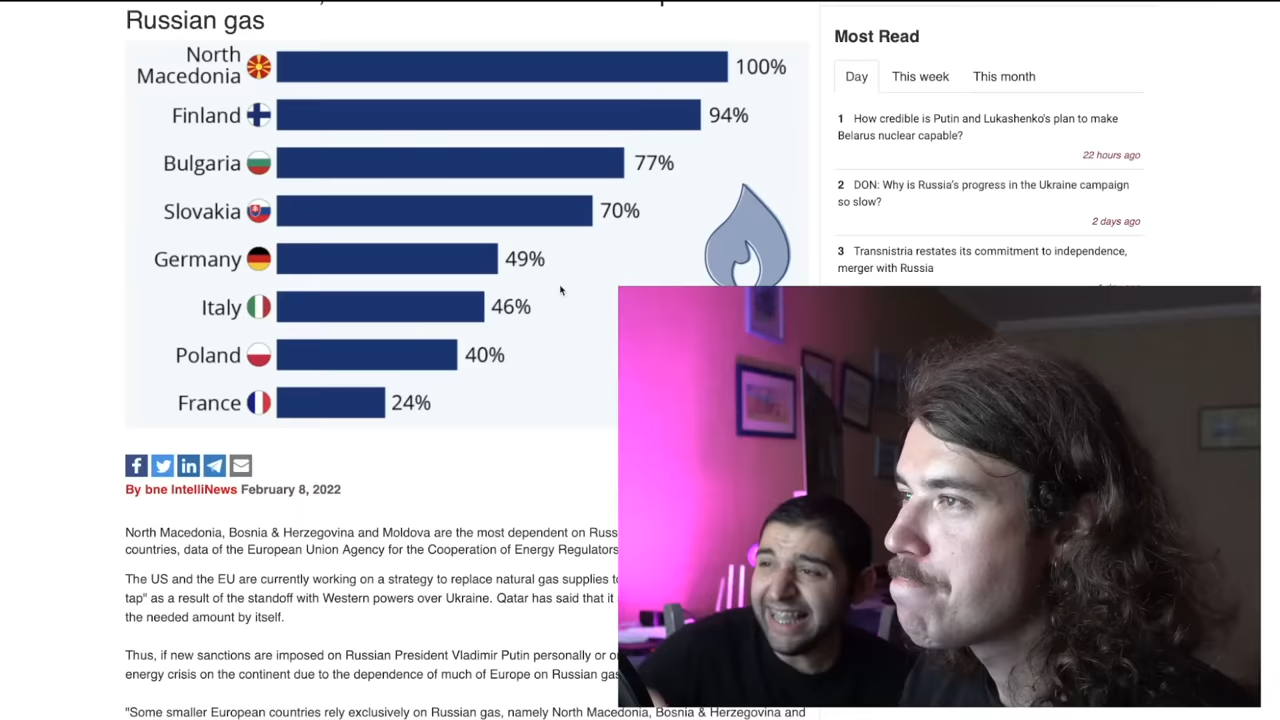 Russian gas
North
Macedonia
100%
Finland
94%
Bulgaria
77%
Slovakia
70%
Germany
49%
Italy
46%
Poland
40%
France
24%
By bne IntelliNews February 8, 2022
North Macedonia, Bosnia & Herzegovina and Moldova are the most dependent on Russ
countries, data of the European Union Agency for the Cooperation of Energy Regulators
The US and the EU are currently working on a strategy to replace natural gas supplies to
tap" as a result of the standoff with Western powers over Ukraine. Qatar has said that it
the needed amount by itself.
Thus, if new sanctions are imposed on Russian President Vladimir Putin personally or
energy crisis on the continent due to the dependence of much of Europe on Russian gas
"Some smaller European countries rely exclusively on Russian gas, namely North Macedonia, Bosnia & Herzegovina and
Most Read
Day
This week
This month
1 How credible is Putin and Lukashenko's plan to make
Belarus nuclear capable?
22 hours ago
2 DON: Why is Russia's progress in the Ukraine campaign
so slow?
2 days ago
3 Transnistria restates its commitment to independence,
merger with Russia